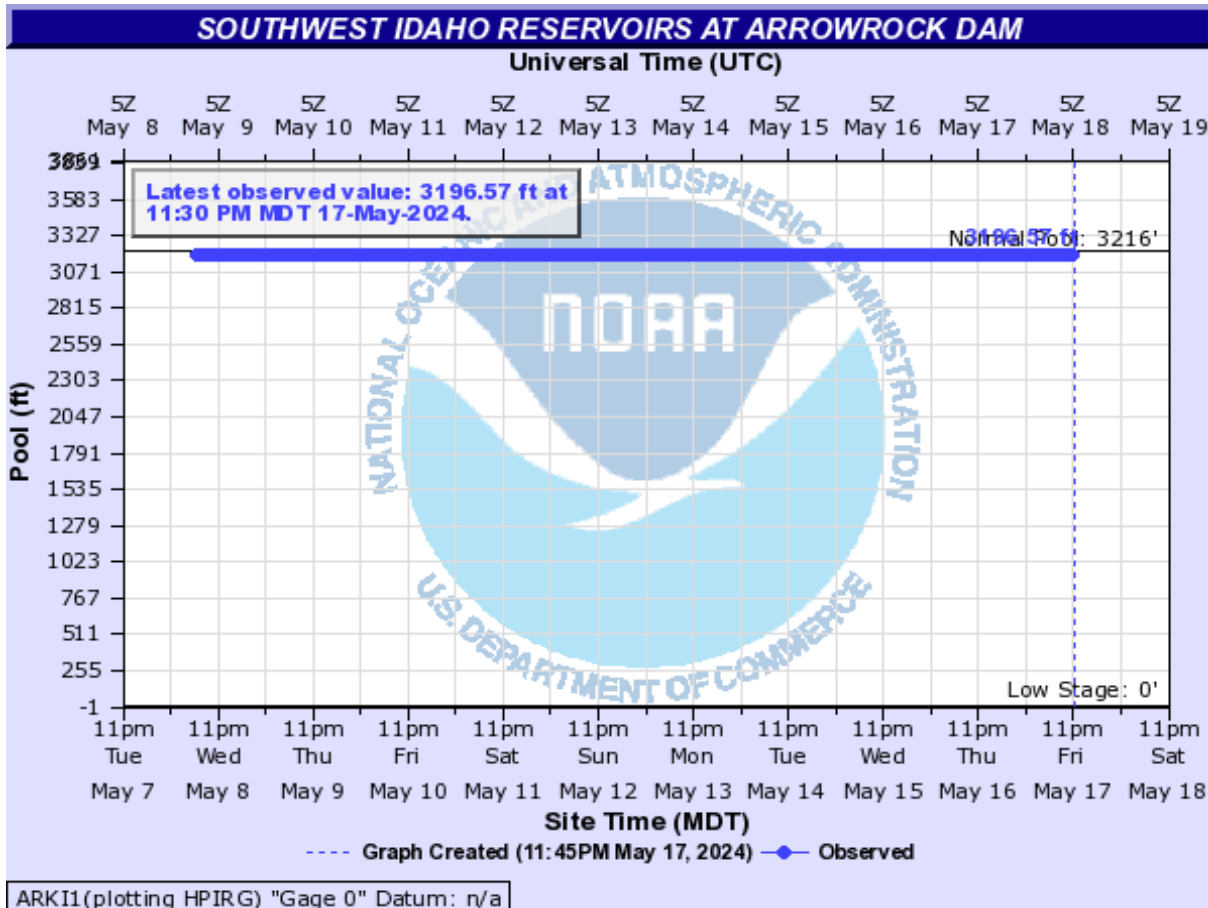 SOUTHWEST IDAHO RESERVOIRS AT ARROWROCK DAM
Universal Time (UTC)
5Z 5Z 5Z 5Z 5Z 5Z 5Z 5Z 5Z 5Z 5Z 5Z
May 8 May 9 May 10 May 11 May 12 May 13 May 14 May 15 May 16 May 17 May 18 May 19
Latest observed value: 3196.57 ft at
11:30 PM MDT 17-May-2024.
3583
3327
3071
2815
2559
2303
2047
1791
1535
1279
1023
767
511
255
-1
Pool (ft)
3196.57 ft
Normal Pool: 3216'
NATIONAL OCEANIC AND ATMOSPHERIC ADMINISTRATION
NOAA
U.S. DEPARTMENT OF COMMERCE
Low Stage: 0'
11pm 11pm 11pm 11pm 11pm 11pm 11pm 11pm 11pm 11pm 11pm 11pm
Tue Wed Thu Fri Sat Sun Mon Tue Wed Thu Fri Sat
May 7 May 8 May 9 May 10 May 11 May 12 May 13 May 14 May 15 May 16 May 17 May 18
Site Time (MDT)
Graph Created (11:45PM May 17, 2024) Observed
ARKI1(plotting HPIRG) "Gage 0" Datum: n/a